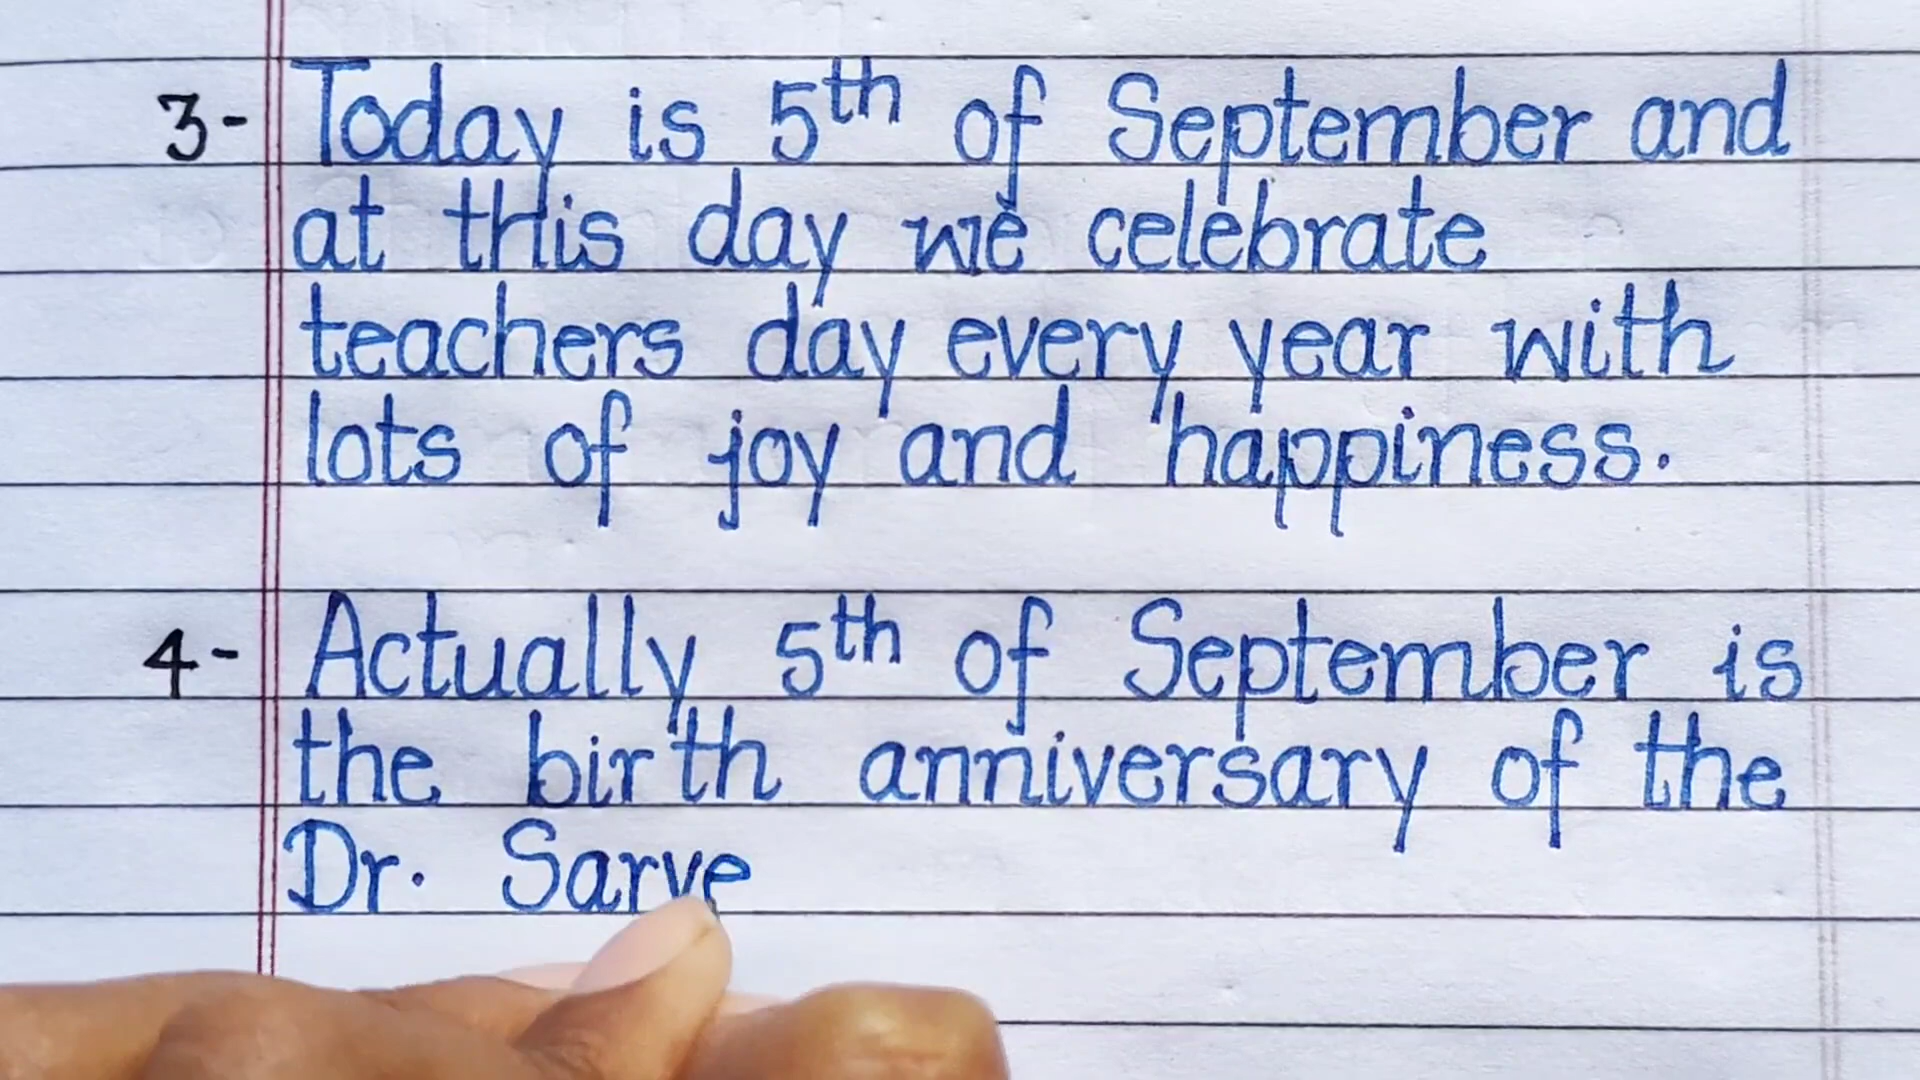 3- Today is 5th of September and
at this day we celebrate
teachers day every year with
lots of joy and happiness.
4- Actually 5th of September is
the birth anniversary of the
Dr. Sarve